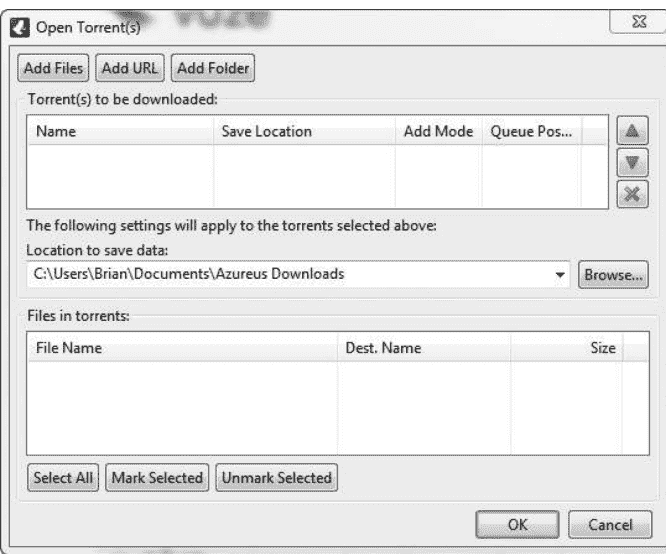 vuze
Open Torrent(s)
Add Files Add URL Add Folder
Torrent(s) to be downloaded:
Name Save Location Add Mode Queue Pos...
The following settings will apply to the torrents selected above:
Location to save data:
C:\Users\Brian\Documents\Azureus Downloads Browse...
Files in torrents:
File Name Dest. Name Size
Select All Mark Selected Unmark Selected
OK Cancel